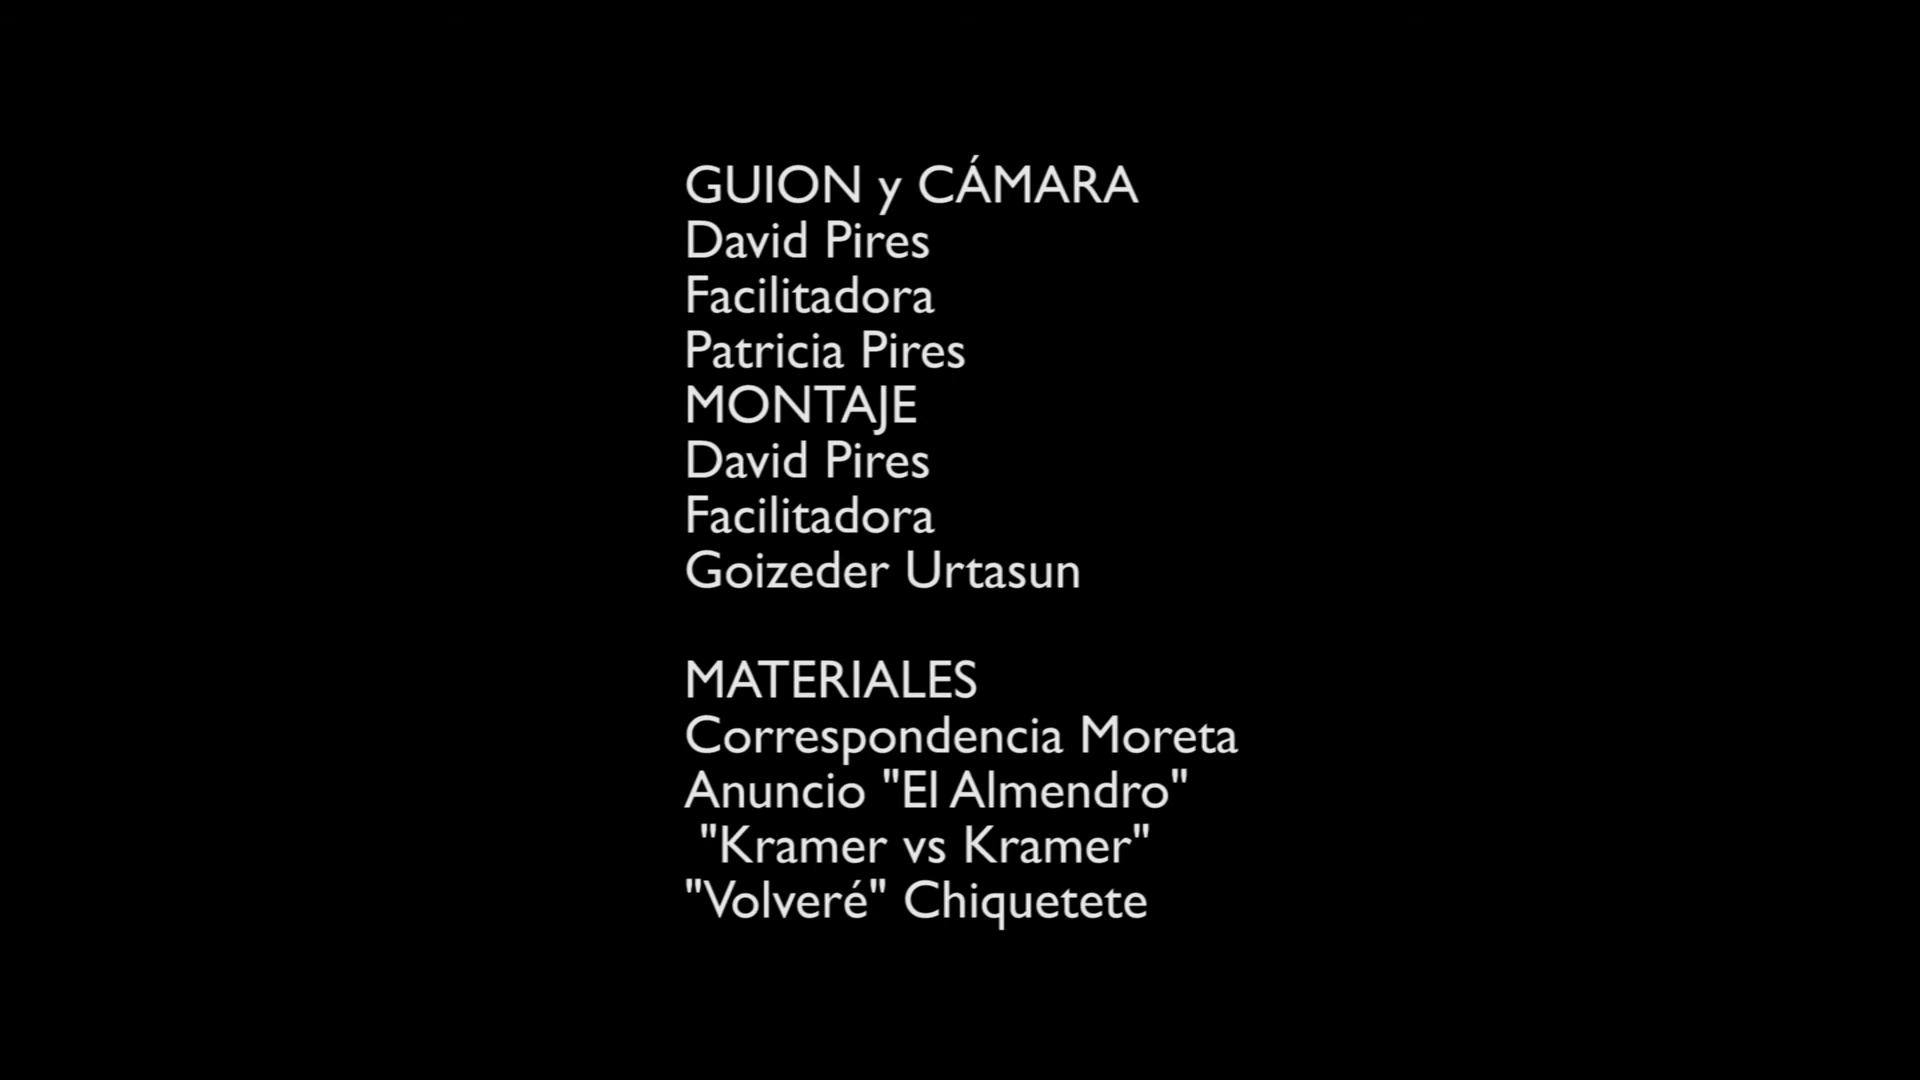 GUION y CÁMARA
David Pires
Facilitadora
Patricia Pires
MONTAJE
David Pires
Facilitadora
Goizeder Urtasun
MATERIALES
Correspondencia Moreta
Anuncio "El Almendro"
"Kramer vs Kramer"
"Volveré" Chiquetete